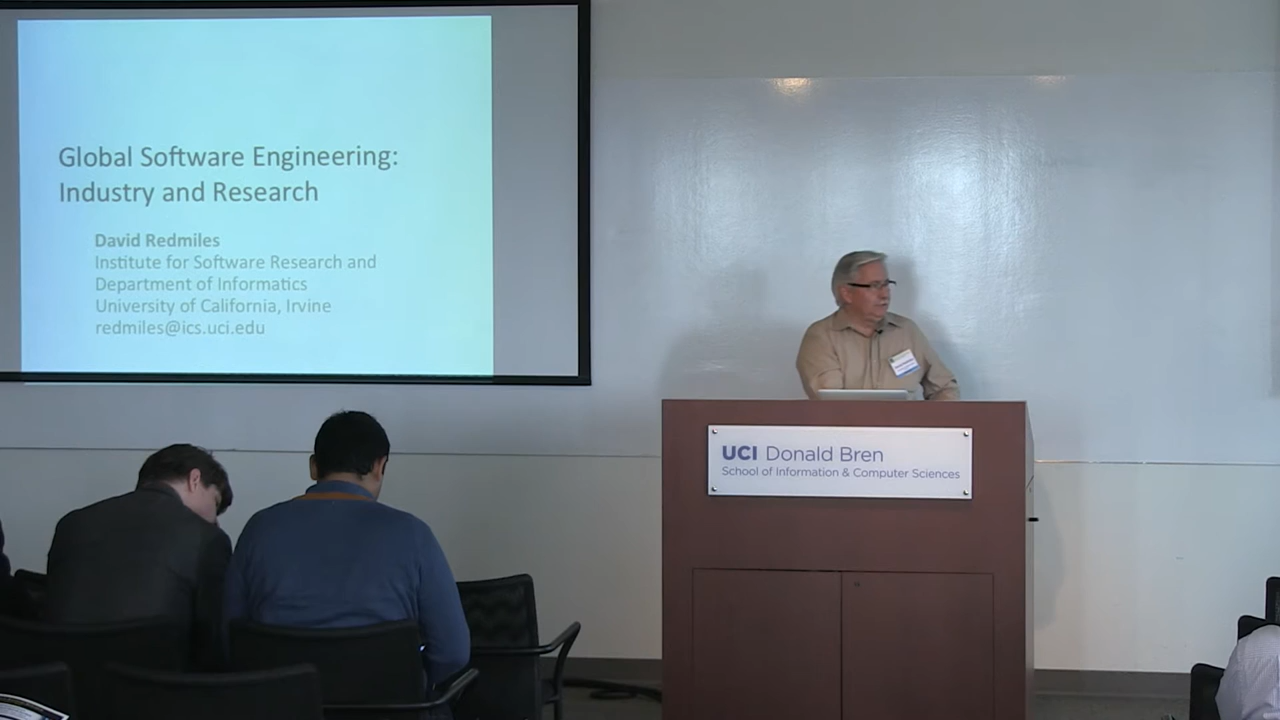 Global Software Engineering:
Industry and Research
David Redmiles
Institute for Software Research and
Department of Informatics
University of California, Irvine
redmiles@ics.uci.edu
UCI Donald Bren
School of Information & Computer Sciences